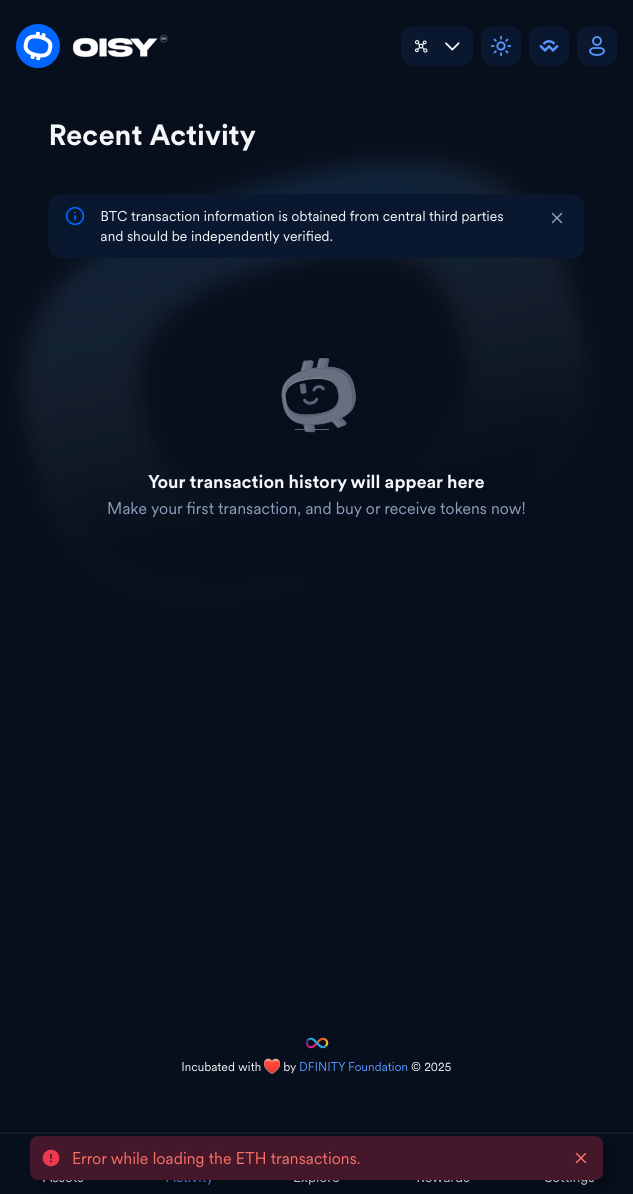 OISY
Recent Activity
BTC transaction information is obtained from central third parties
and should be independently verified.
Your transaction history will appear here
Make your first transaction, and buy or receive tokens now!
Incubated with ❤️ by DFINITY Foundation © 2025
Error while loading the ETH transactions.
Assets Activity Explore Rewards Settings